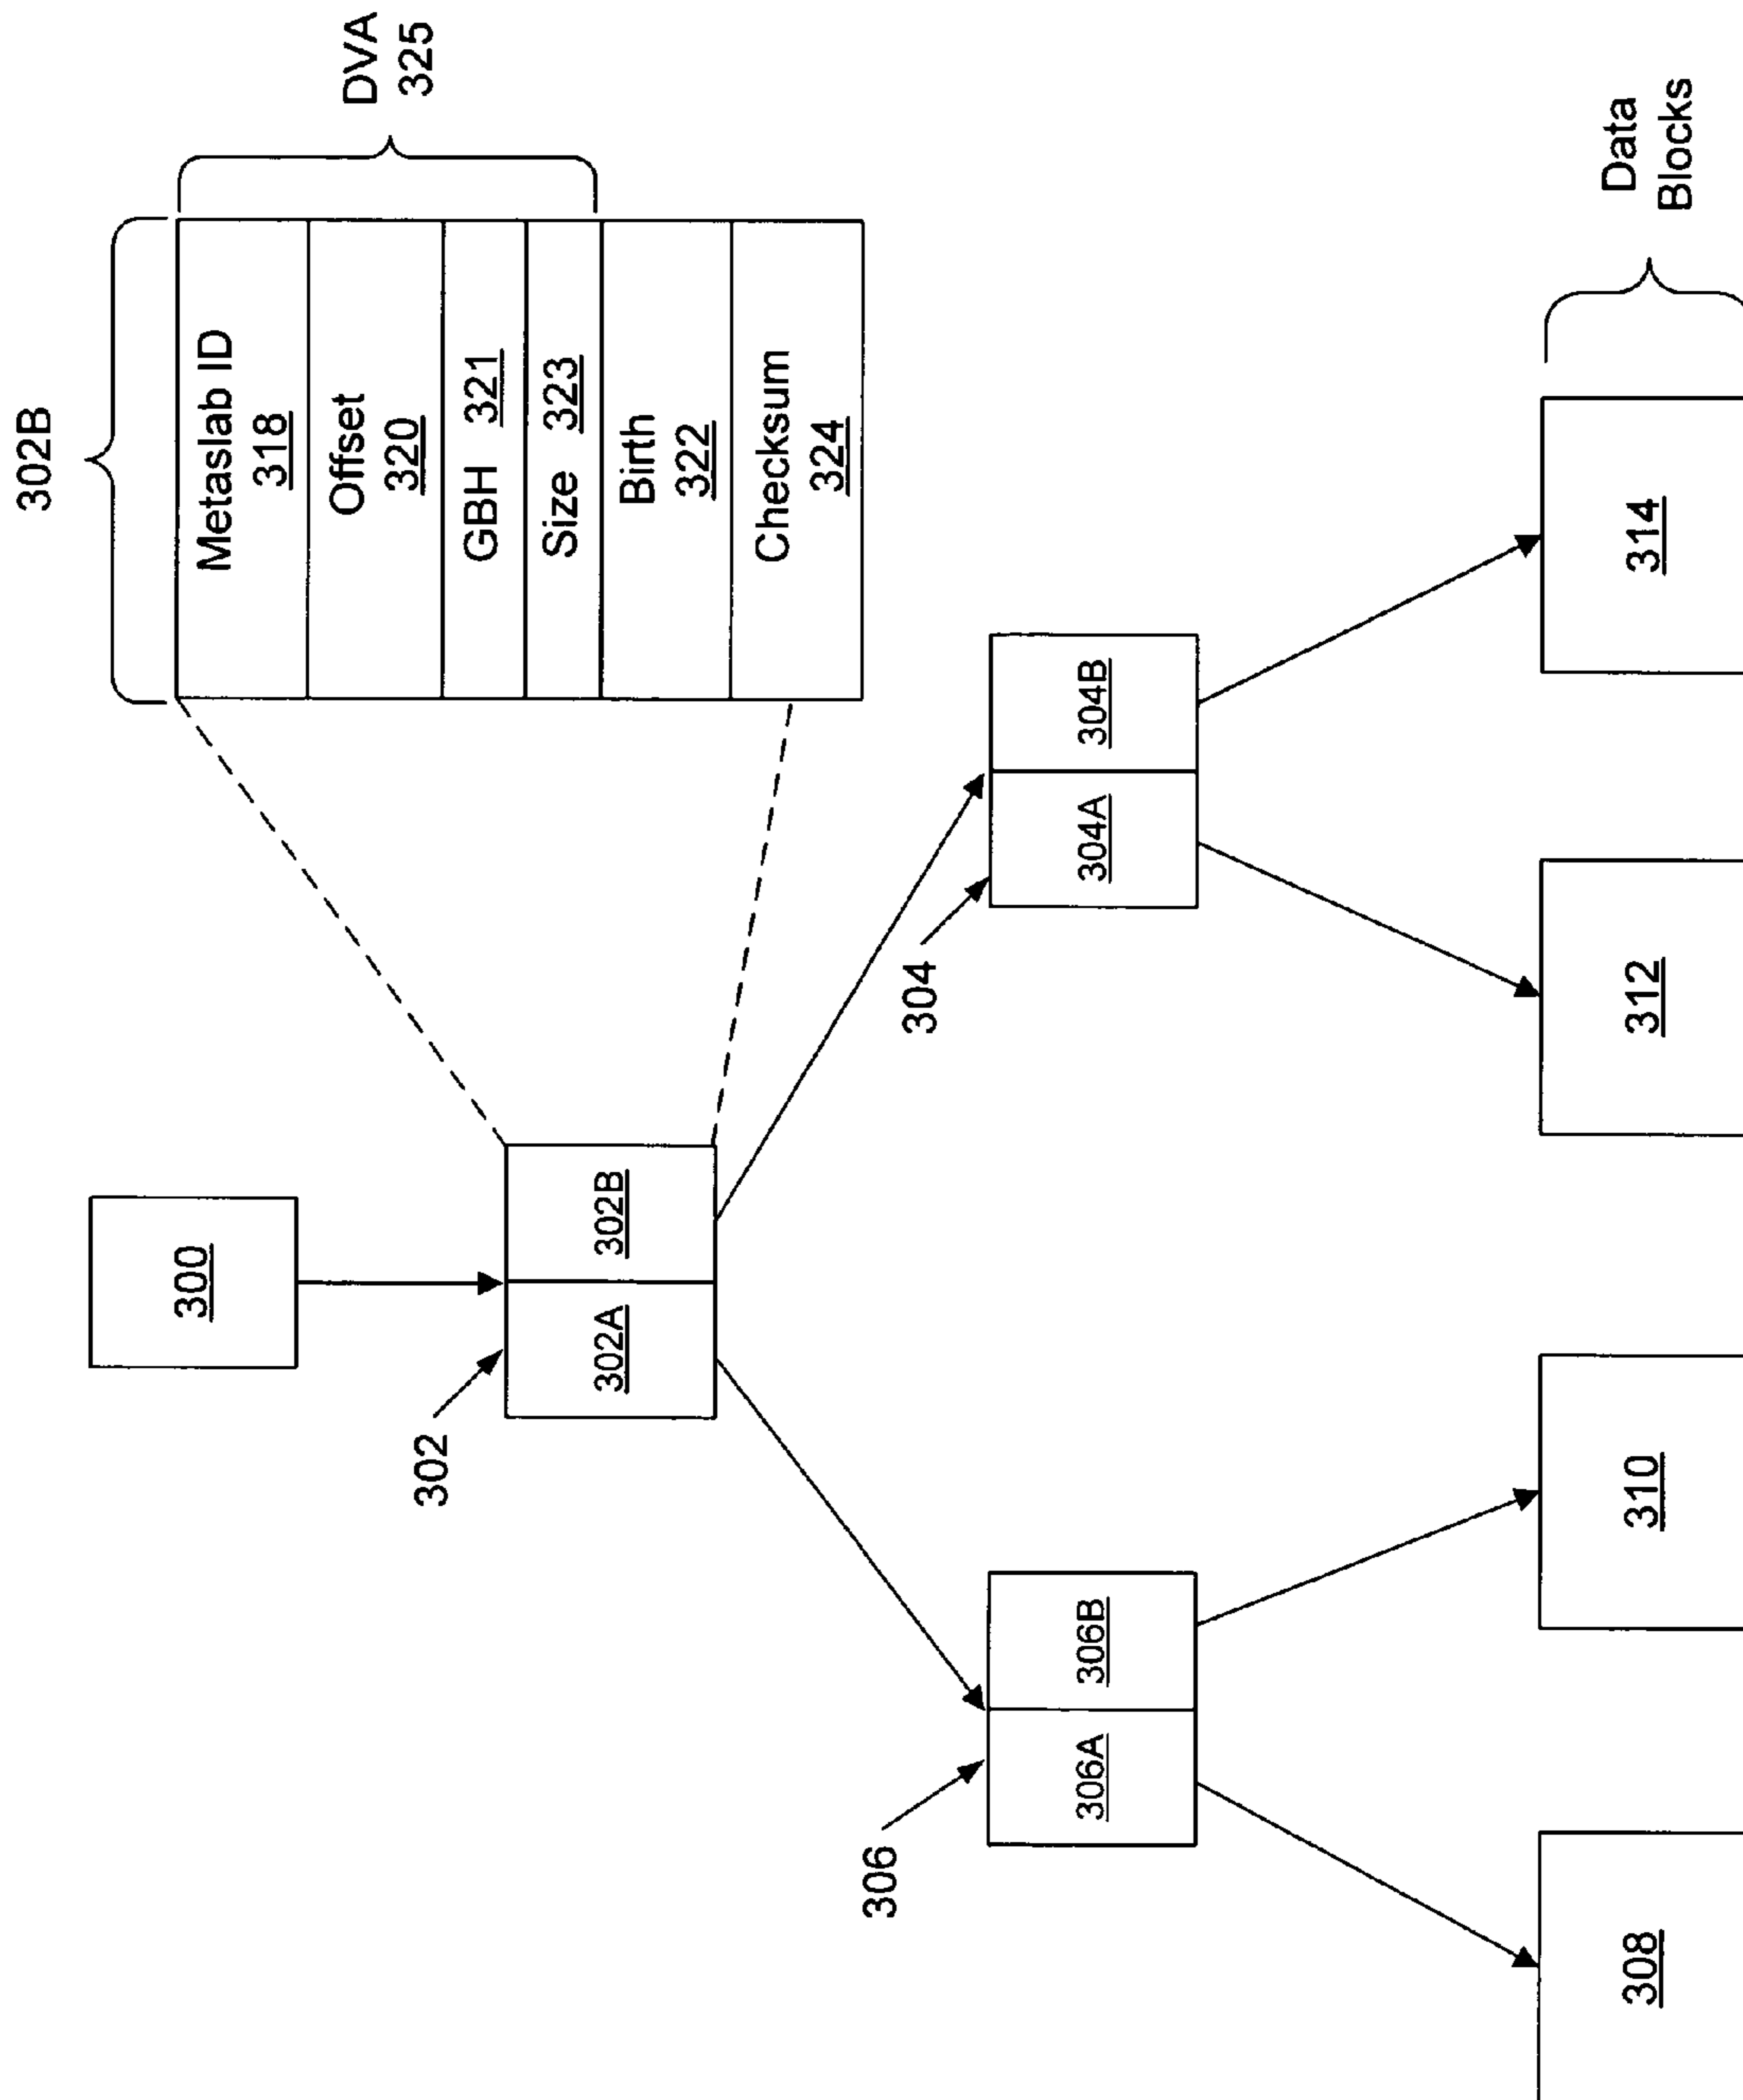 302B
300
Metaslab ID
318
DVA
325
Offset
320
GBH 321
302
302A
302B
Size 323
Birth
322
Checksum
324
306
304
306A
306B
304A
304B
Data
Blocks
308
310
312
314